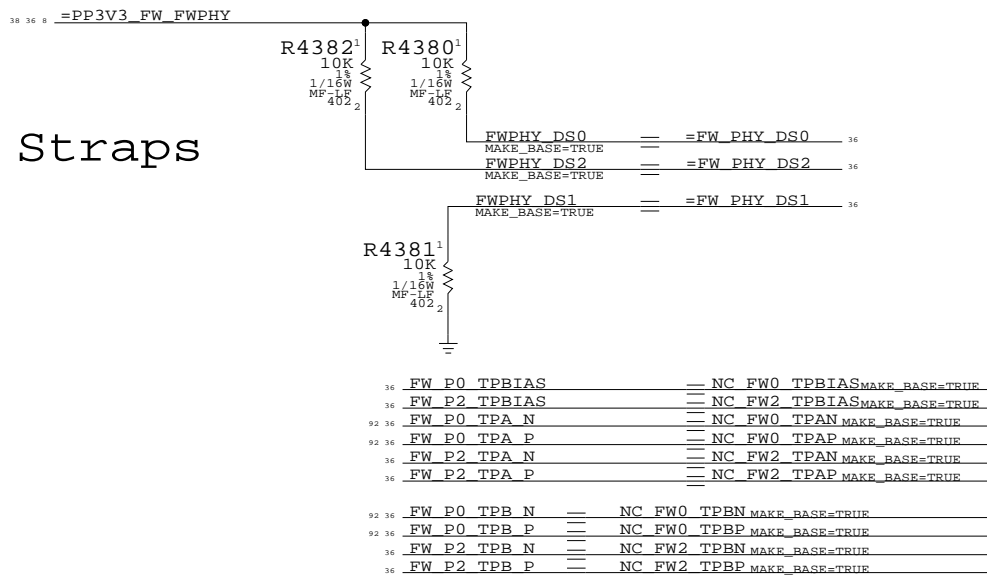 38 36 8 =PP3V3_FW_FWPHY
R4382 1 R4380 1
10K 10K
1% 1%
1/16W 1/16W
MF-LF MF-LF
402 2 402 2
Straps
FWPHY_DS0 =FW_PHY_DS0 36
MAKE_BASE=TRUE
FWPHY_DS2 =FW_PHY_DS2 36
MAKE_BASE=TRUE
FWPHY_DS1 =FW_PHY_DS1 36
MAKE_BASE=TRUE
R4381 1
10K
1%
1/16W
MF-LF
402 2
36 FW_P0_TPBIAS NC_FW0_TPBIAS MAKE_BASE=TRUE
36 FW_P2_TPBIAS NC_FW2_TPBIAS MAKE_BASE=TRUE
92 36 FW_P0_TPA_N NC_FW0_TPAN MAKE_BASE=TRUE
92 36 FW_P0_TPA_P NC_FW0_TPAP MAKE_BASE=TRUE
36 FW_P2_TPA_N NC_FW2_TPAN MAKE_BASE=TRUE
36 FW_P2_TPA_P NC_FW2_TPAP MAKE_BASE=TRUE
92 36 FW_P0_TPB_N NC_FW0_TPBN MAKE_BASE=TRUE
92 36 FW_P0_TPB_P NC_FW0_TPBP MAKE_BASE=TRUE
36 FW_P2_TPB_N NC_FW2_TPBN MAKE_BASE=TRUE
36 FW_P2_TPB_P NC_FW2_TPBP MAKE_BASE=TRUE